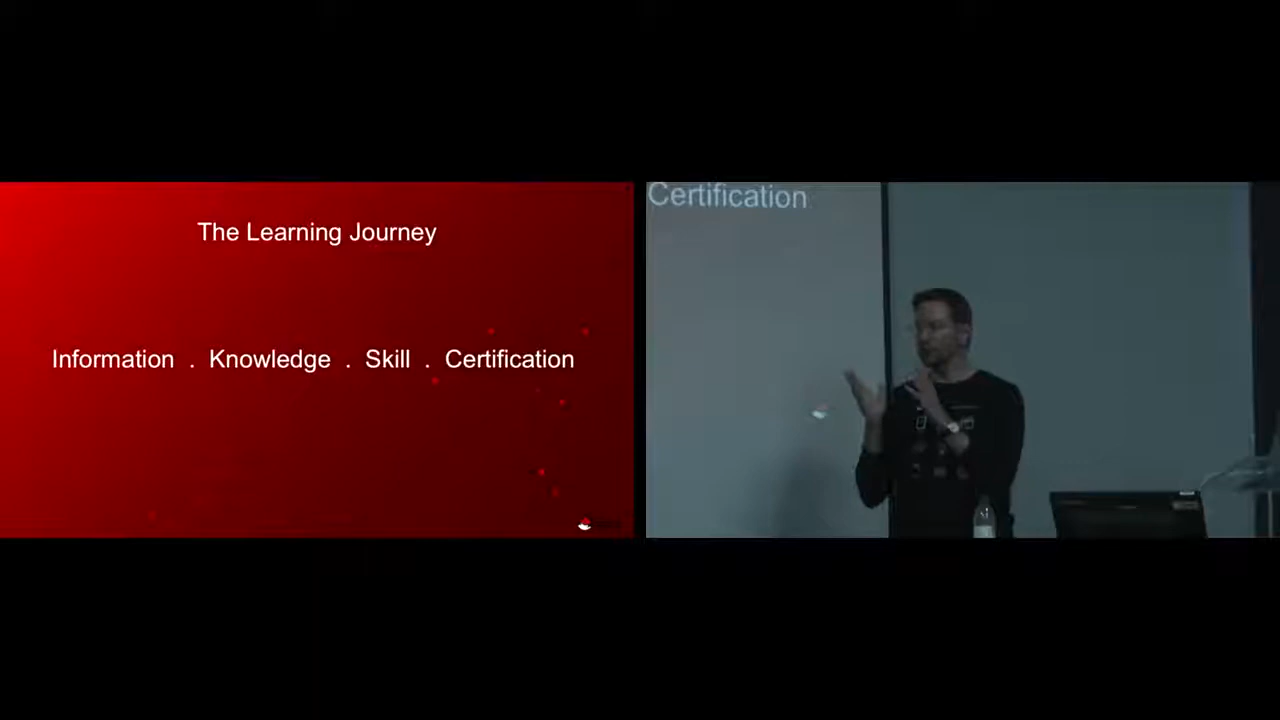 The Learning Journey
Information . Knowledge . Skill . Certification
Certification